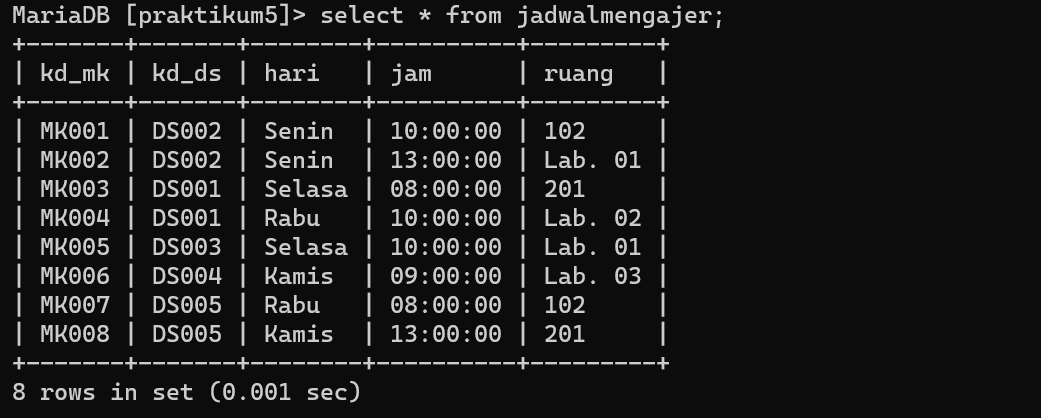 MariaDB [praktikum5]> select * from jadwalmengajer;
+-------+-------+--------+----------+---------+
| kd_mk | kd_ds | hari   | jam      | ruang   |
+-------+-------+--------+----------+---------+
| MK001 | DS002 | Senin  | 10:00:00 | 102     |
| MK002 | DS002 | Senin  | 13:00:00 | Lab. 01 |
| MK003 | DS001 | Selasa | 08:00:00 | 201     |
| MK004 | DS001 | Rabu   | 10:00:00 | Lab. 02 |
| MK005 | DS003 | Selasa | 10:00:00 | Lab. 01 |
| MK006 | DS004 | Kamis  | 09:00:00 | Lab. 03 |
| MK007 | DS005 | Rabu   | 08:00:00 | 102     |
| MK008 | DS005 | Kamis  | 13:00:00 | 201     |
+-------+-------+--------+----------+---------+
8 rows in set (0.001 sec)